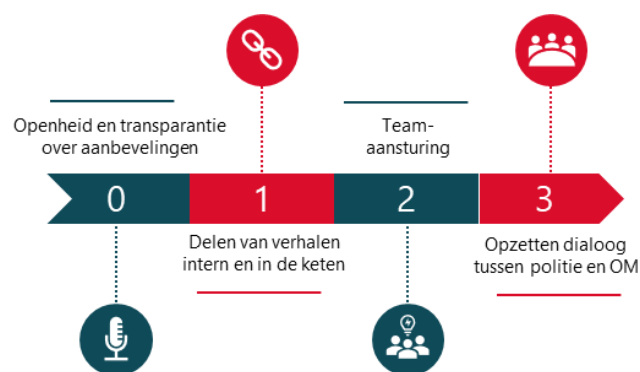 Openheid en transparantie
over aanbevelingen
Team-
aansturing
0
1
2
3
Delen van verhalen
intern en in de keten
Opzetten dialoog
tussen politie en OM